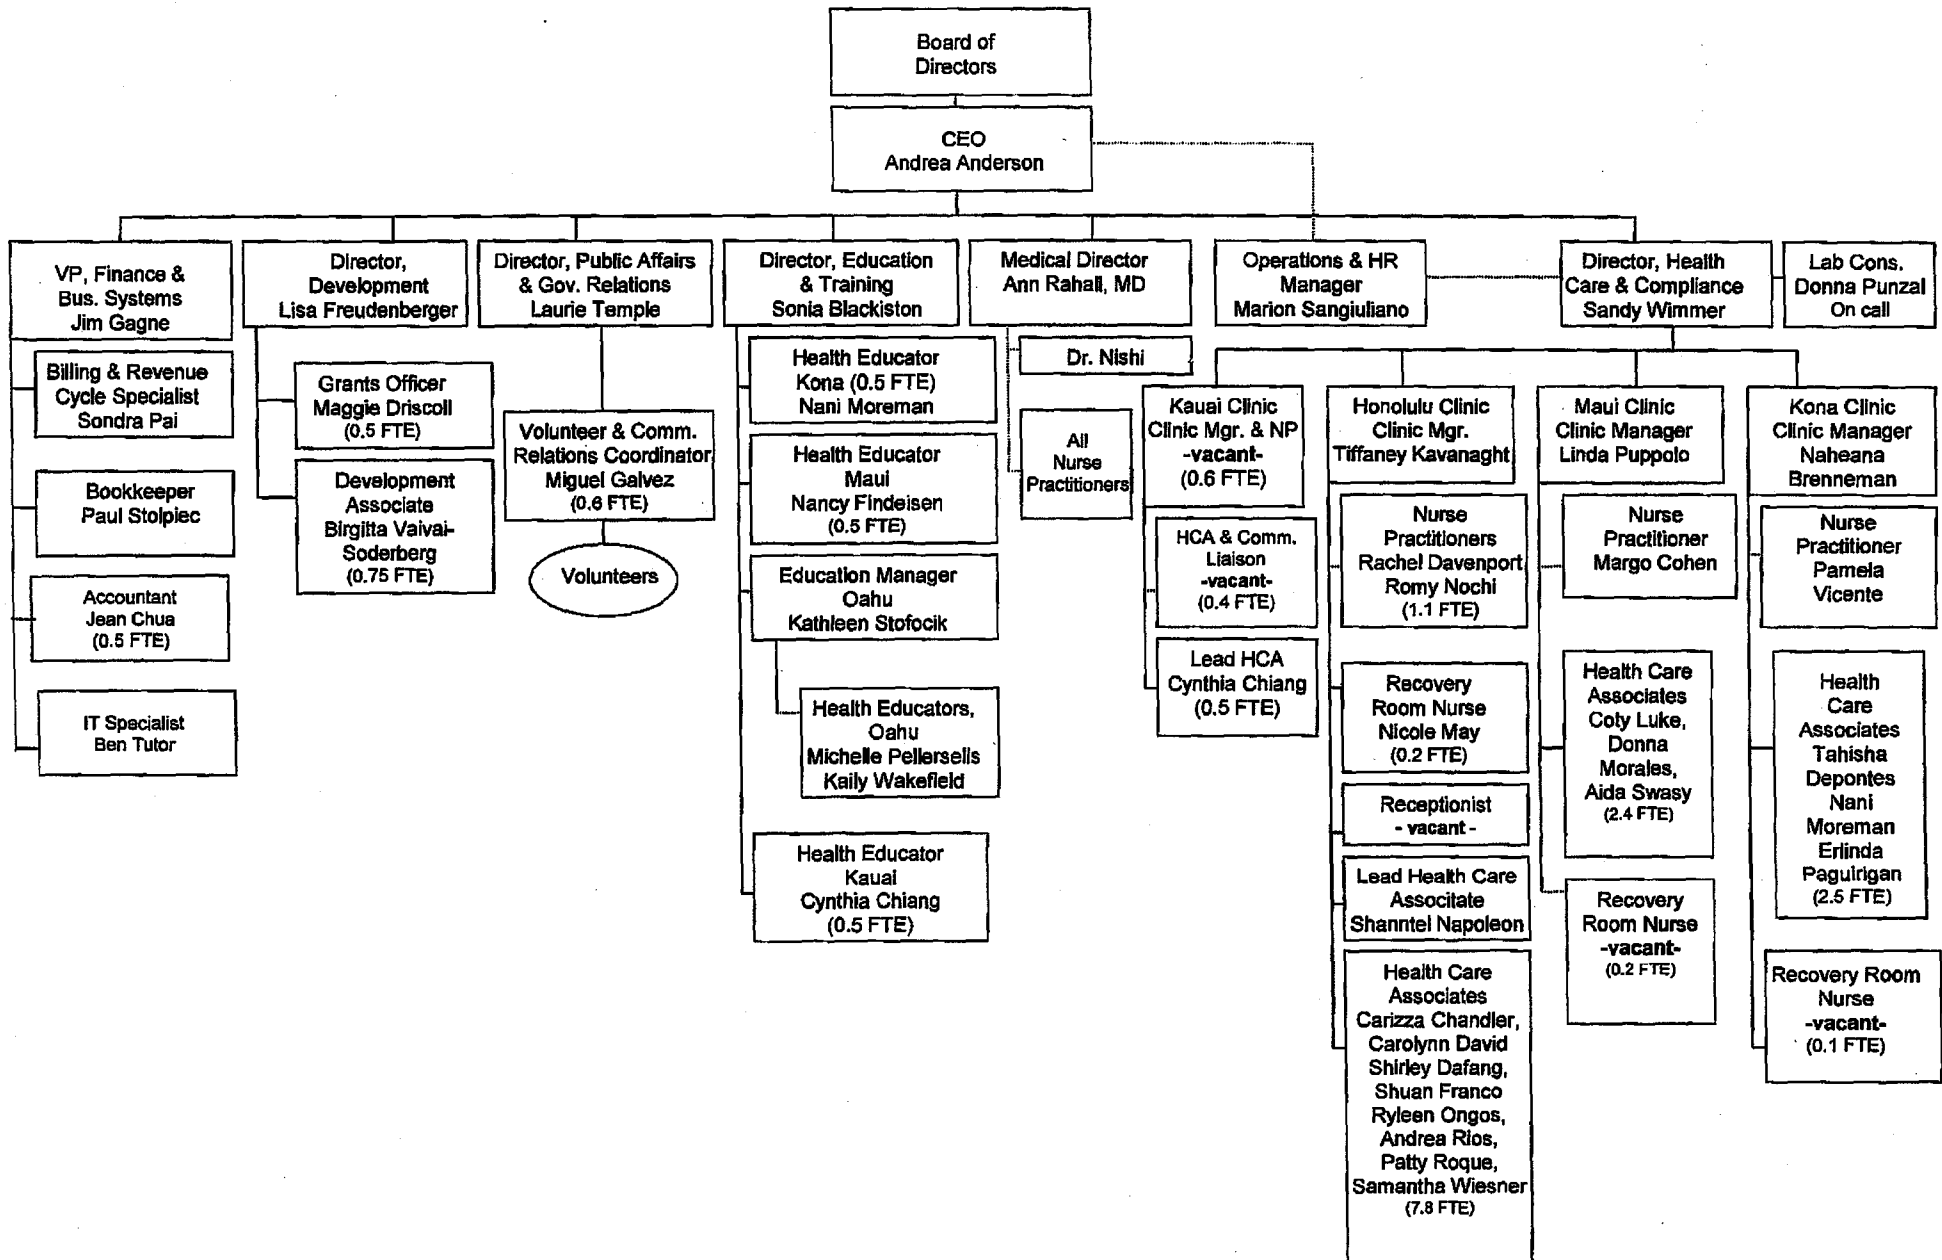 Board of
Directors
CEO
Andrea Anderson
VP, Finance &
Bus. Systems
Jim Gagne
Director,
Development
Lisa Freudenberger
Director, Public Affairs
& Gov. Relations
Laurie Temple
Director, Education
& Training
Sonia Blackiston
Medical Director
Ann Rahall, MD
Operations & HR
Manager
Marion Sangiuliano
Director, Health
Care & Compliance
Sandy Wimmer
Lab Cons.
Donna Punzal
On call
Billing & Revenue
Cycle Specialist
Sondra Pai
Bookkeeper
Paul Stolpiec
Accountant
Jean Chua
(0.5 FTE)
IT Specialist
Ben Tutor
Grants Officer
Maggie Driscoll
(0.5 FTE)
Development
Associate
Birgitta Vaivai-
Soderberg
(0.75 FTE)
Volunteer & Comm.
Relations Coordinator
Miguel Galvez
(0.6 FTE)
Volunteers
Health Educator
Kona (0.5 FTE)
Nani Moreman
Health Educator
Maui
Nancy Findeisen
(0.5 FTE)
Education Manager
Oahu
Kathleen Stofocik
Health Educators,
Oahu
Michelle Pellersells
Kaily Wakefield
Health Educator
Kauai
Cynthia Chiang
(0.5 FTE)
Dr. Nishi
All
Nurse
Practitioners
Kauai Clinic
Clinic Mgr. & NP
-vacant-
(0.6 FTE)
HCA & Comm.
Liaison
-vacant-
(0.4 FTE)
Lead HCA
Cynthia Chiang
(0.5 FTE)
Honolulu Clinic
Clinic Mgr.
Tiffaney Kavanaght
Nurse
Practitioners
Rachel Davenport
Romy Nochi
(1.1 FTE)
Recovery
Room Nurse
Nicole May
(0.2 FTE)
Receptionist
- vacant -
Lead Health Care
Associtate
Shanntel Napoleon
Health Care
Associates
Carizza Chandler,
Carolynn David
Shirley Dafang,
Shuan Franco
Ryleen Ongos,
Andrea Rios,
Patty Roque,
Samantha Wiesner
(7.8 FTE)
Maui Clinic
Clinic Manager
Linda Puppolo
Nurse
Practitioner
Margo Cohen
Health Care
Associates
Coty Luke,
Donna
Morales,
Aida Swasy
(2.4 FTE)
Recovery
Room Nurse
-vacant-
(0.2 FTE)
Kona Clinic
Clinic Manager
Naheana
Brenneman
Nurse
Practitioner
Pamela
Vicente
Health
Care
Associates
Tahisha
Depontes
Nani
Moreman
Erlinda
Paguirigan
(2.5 FTE)
Recovery Room
Nurse
-vacant-
(0.1 FTE)